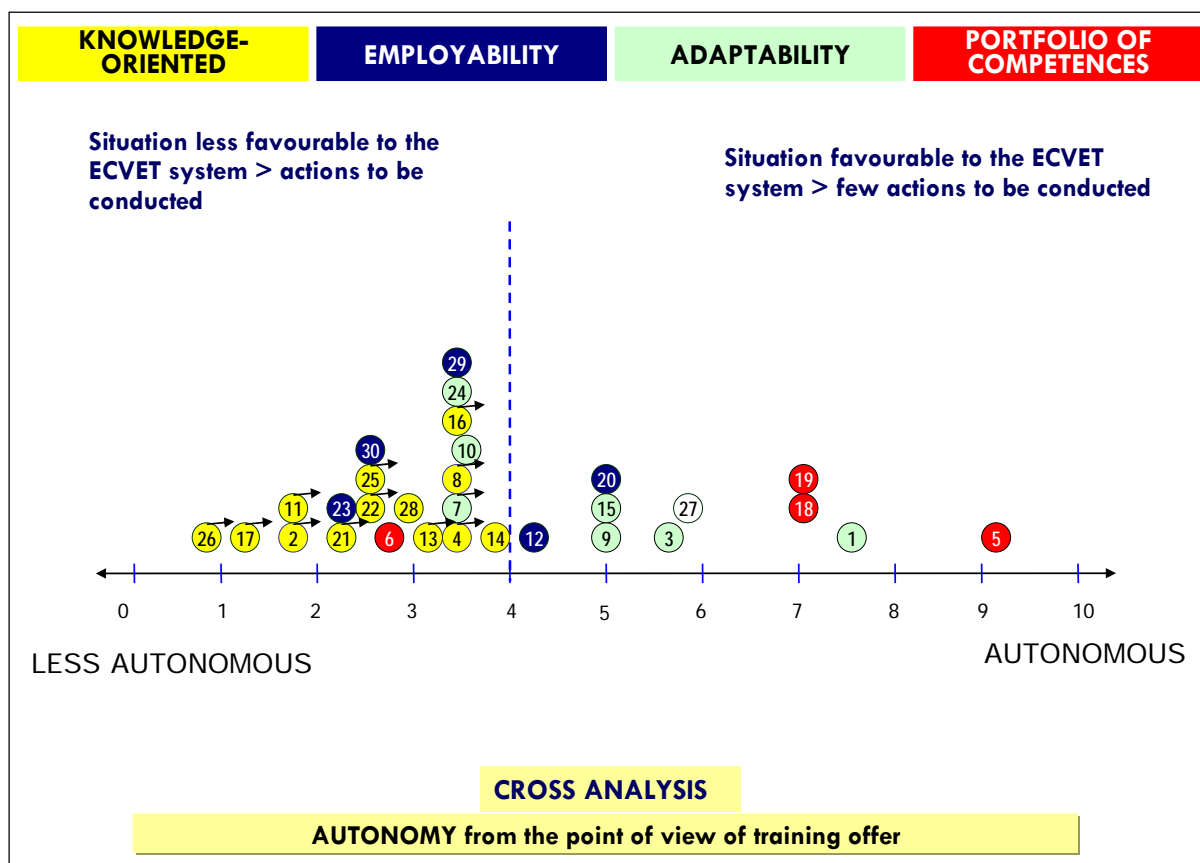 KNOWLEDGE-
ORIENTED
EMPLOYABILITY
ADAPTABILITY
PORTFOLIO OF
COMPETENCES
Situation less favourable to the
ECVET system > actions to be
conducted
Situation favourable to the ECVET
system > few actions to be conducted
29
24
16
30 10
25 8 20 19
11 23 22 28 7 15 27 18
26 17 2 21 6 13 4 14 12 9 3 1 5
0 1 2 3 4 5 6 7 8 9 10
LESS AUTONOMOUS
AUTONOMOUS
CROSS ANALYSIS
AUTONOMY from the point of view of training offer